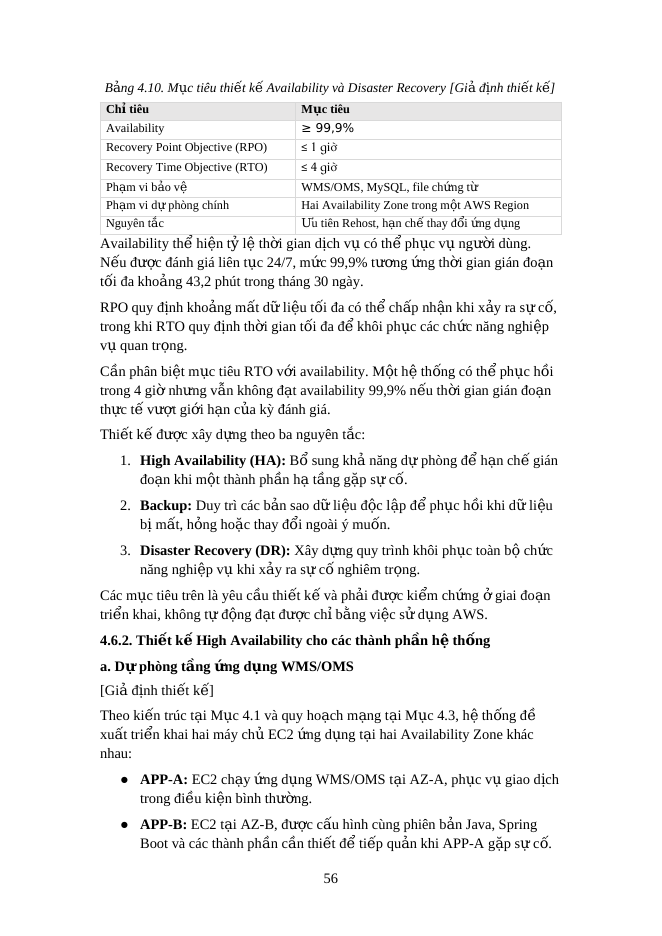 Bảng 4.10. Mục tiêu thiết kế Availability và Disaster Recovery [Giả định thiết kế]
Chỉ tiêu Mục tiêu
Availability ≥ 99,9%
Recovery Point Objective (RPO) ≤ 1 giờ
Recovery Time Objective (RTO) ≤ 4 giờ
Phạm vi bảo vệ WMS/OMS, MySQL, file chứng từ
Phạm vi dự phòng chính Hai Availability Zone trong một AWS Region
Nguyên tắc Ưu tiên Rehost, hạn chế thay đổi ứng dụng
Availability thể hiện tỷ lệ thời gian dịch vụ có thể phục vụ người dùng.
Nếu được đánh giá liên tục 24/7, mức 99,9% tương ứng thời gian gián đoạn
tối đa khoảng 43,2 phút trong tháng 30 ngày.
RPO quy định khoảng mất dữ liệu tối đa có thể chấp nhận khi xảy ra sự cố,
trong khi RTO quy định thời gian tối đa để khôi phục các chức năng nghiệp
vụ quan trọng.
Cần phân biệt mục tiêu RTO với availability. Một hệ thống có thể phục hồi
trong 4 giờ nhưng vẫn không đạt availability 99,9% nếu thời gian gián đoạn
thực tế vượt giới hạn của kỳ đánh giá.
Thiết kế được xây dựng theo ba nguyên tắc:
1. High Availability (HA): Bổ sung khả năng dự phòng để hạn chế gián
đoạn khi một thành phần hạ tầng gặp sự cố.
2. Backup: Duy trì các bản sao dữ liệu độc lập để phục hồi khi dữ liệu
bị mất, hỏng hoặc thay đổi ngoài ý muốn.
3. Disaster Recovery (DR): Xây dựng quy trình khôi phục toàn bộ chức
năng nghiệp vụ khi xảy ra sự cố nghiêm trọng.
Các mục tiêu trên là yêu cầu thiết kế và phải được kiểm chứng ở giai đoạn
triển khai, không tự động đạt được chỉ bằng việc sử dụng AWS.
4.6.2. Thiết kế High Availability cho các thành phần hệ thống
a. Dự phòng tầng ứng dụng WMS/OMS
[Giả định thiết kế]
Theo kiến trúc tại Mục 4.1 và quy hoạch mạng tại Mục 4.3, hệ thống đề
xuất triển khai hai máy chủ EC2 ứng dụng tại hai Availability Zone khác
nhau:
● APP-A: EC2 chạy ứng dụng WMS/OMS tại AZ-A, phục vụ giao dịch
trong điều kiện bình thường.
● APP-B: EC2 tại AZ-B, được cấu hình cùng phiên bản Java, Spring
Boot và các thành phần cần thiết để tiếp quản khi APP-A gặp sự cố.
56